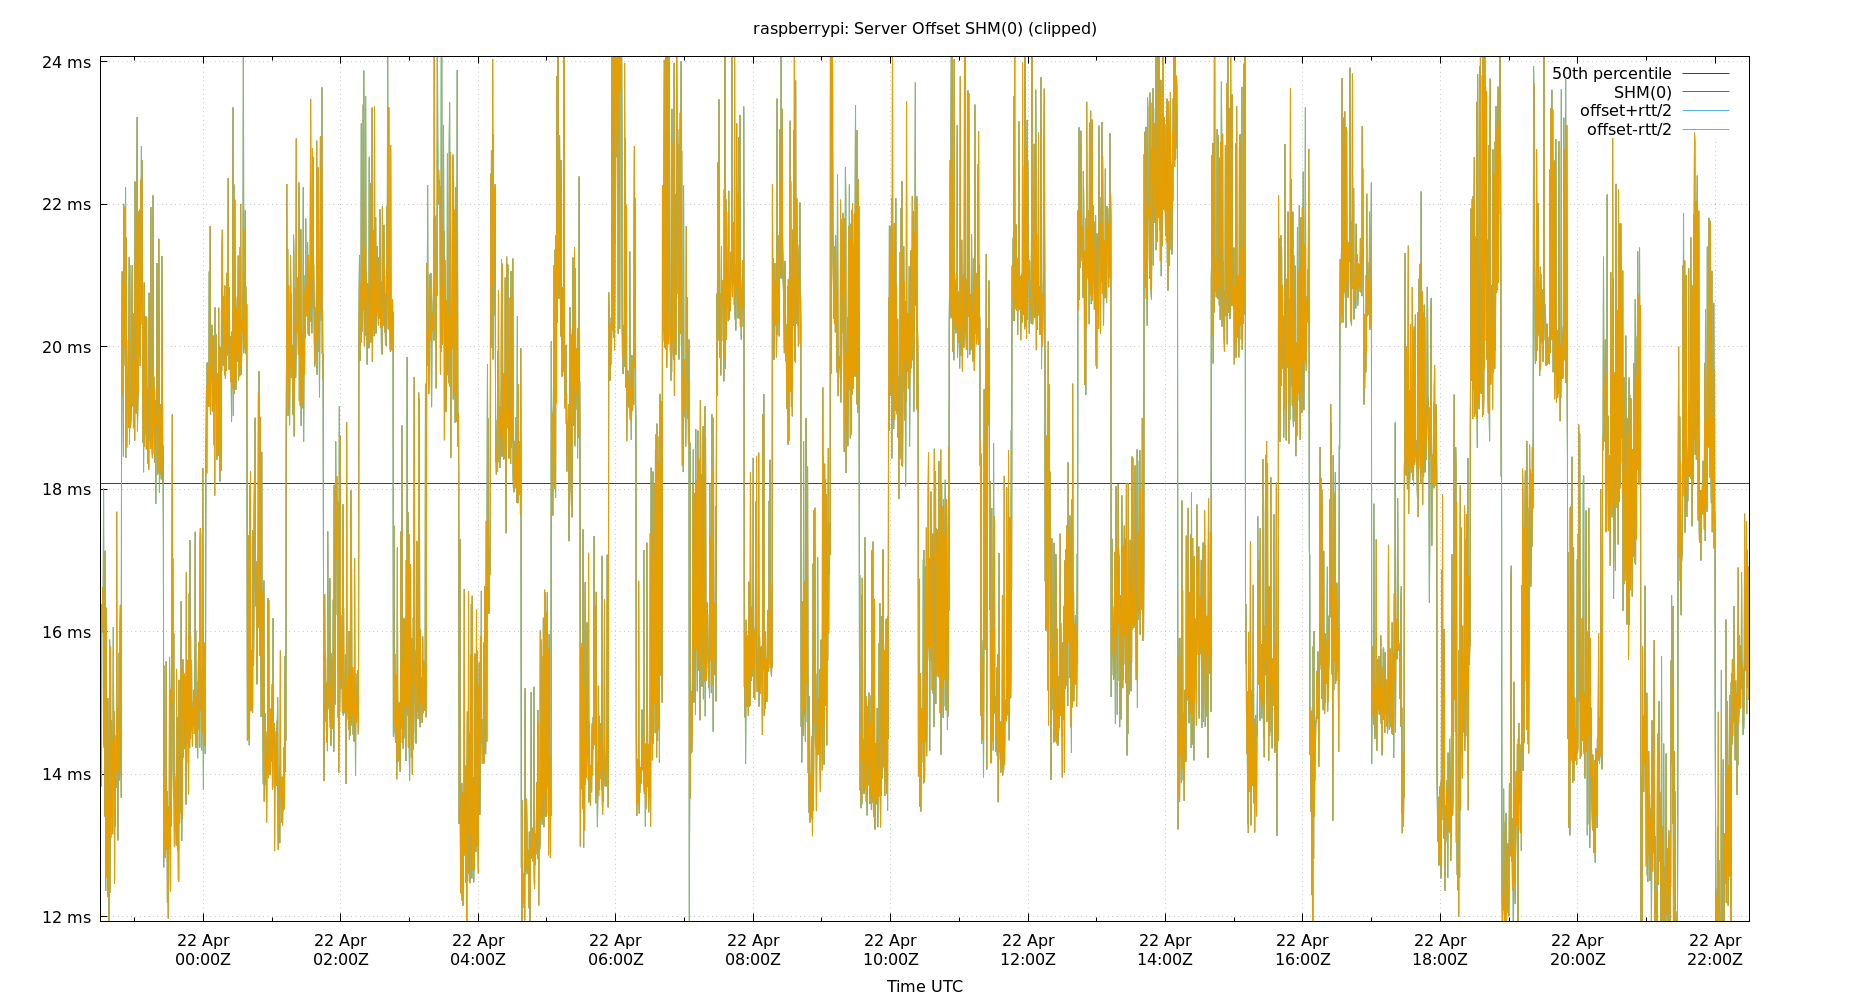 raspberrypi: Server Offset SHM(0) (clipped)
24 ms
22 ms
20 ms
18 ms
16 ms
14 ms
12 ms
50th percentile
SHM(0)
offset+rtt/2
offset-rtt/2
22 Apr 22 Apr 22 Apr 22 Apr 22 Apr 22 Apr 22 Apr 22 Apr 22 Apr 22 Apr 22 Apr 22 Apr
00:00Z 02:00Z 04:00Z 06:00Z 08:00Z 10:00Z 12:00Z 14:00Z 16:00Z 18:00Z 20:00Z 22:00Z
Time UTC